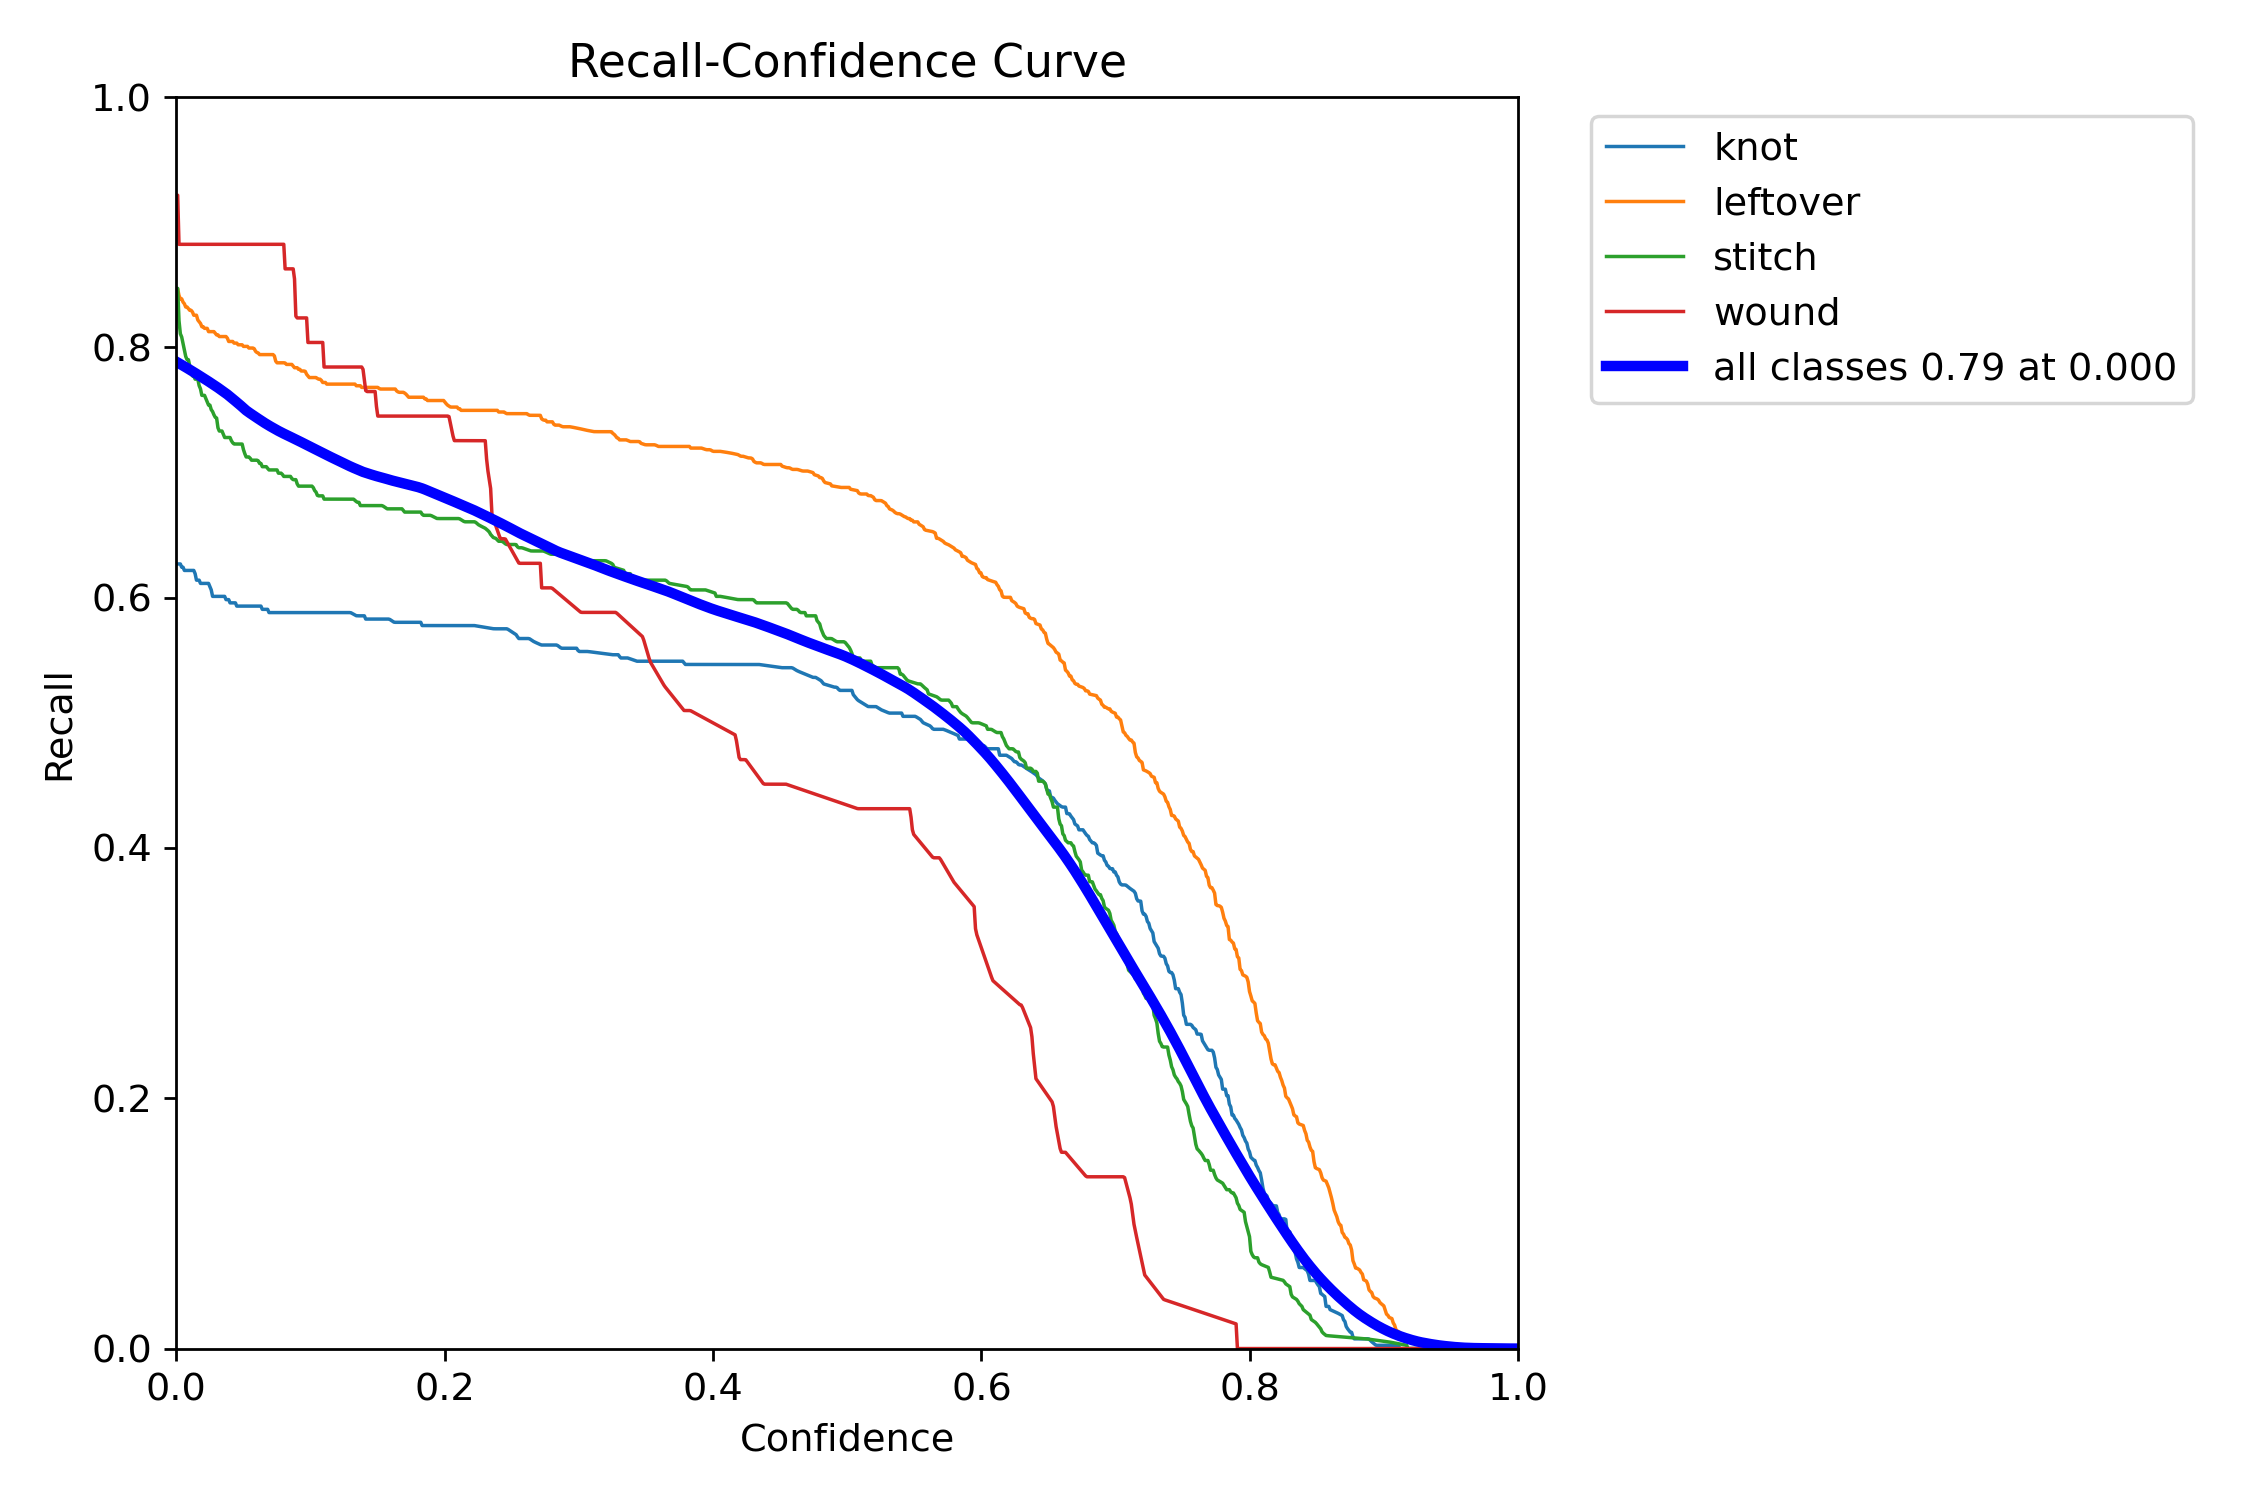 Recall-Confidence Curve
1.0
0.8
0.6
0.4
0.2
0.0
Recall
0.0 0.2 0.4 0.6 0.8 1.0
Confidence
knot
leftover
stitch
wound
all classes 0.79 at 0.000